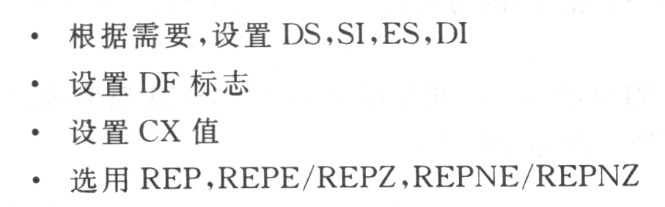 · 根据需要,设置 DS,SI,ES,DI
· 设置 DF 标志
· 设置 CX 值
· 选用 REP,REPE/REPZ,REPNE/REPNZ